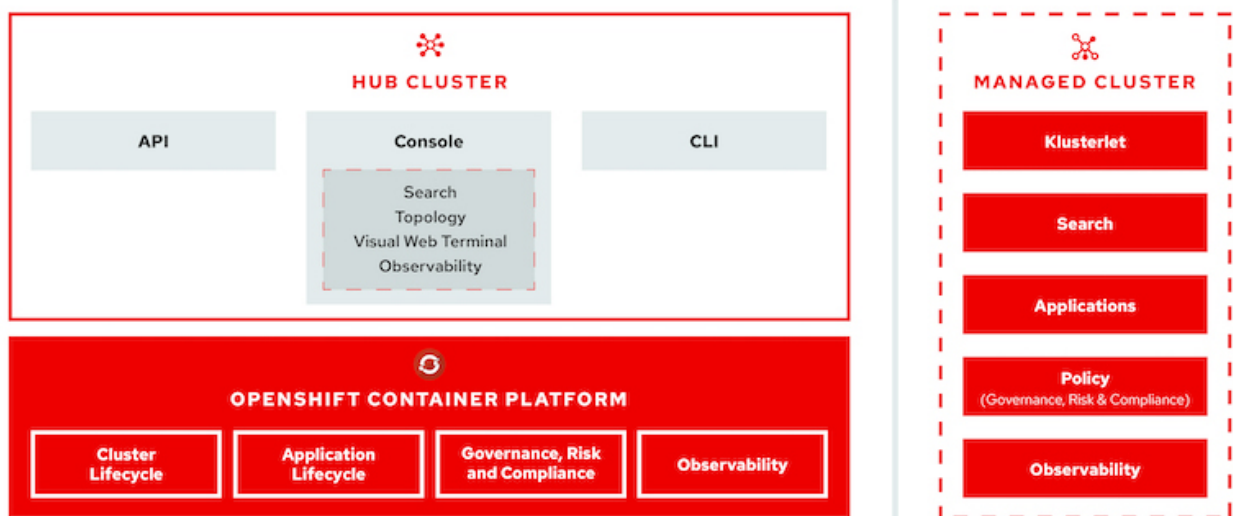 HUB CLUSTER
API
Console
Search
Topology
Visual Web Terminal
Observability
CLI
OPENSHIFT CONTAINER PLATFORM
Cluster
Lifecycle
Application
Lifecycle
Governance, Risk
and Compliance
Observability
MANAGED CLUSTER
Klusterlet
Search
Applications
Policy
(Governance, Risk & Compliance)
Observability